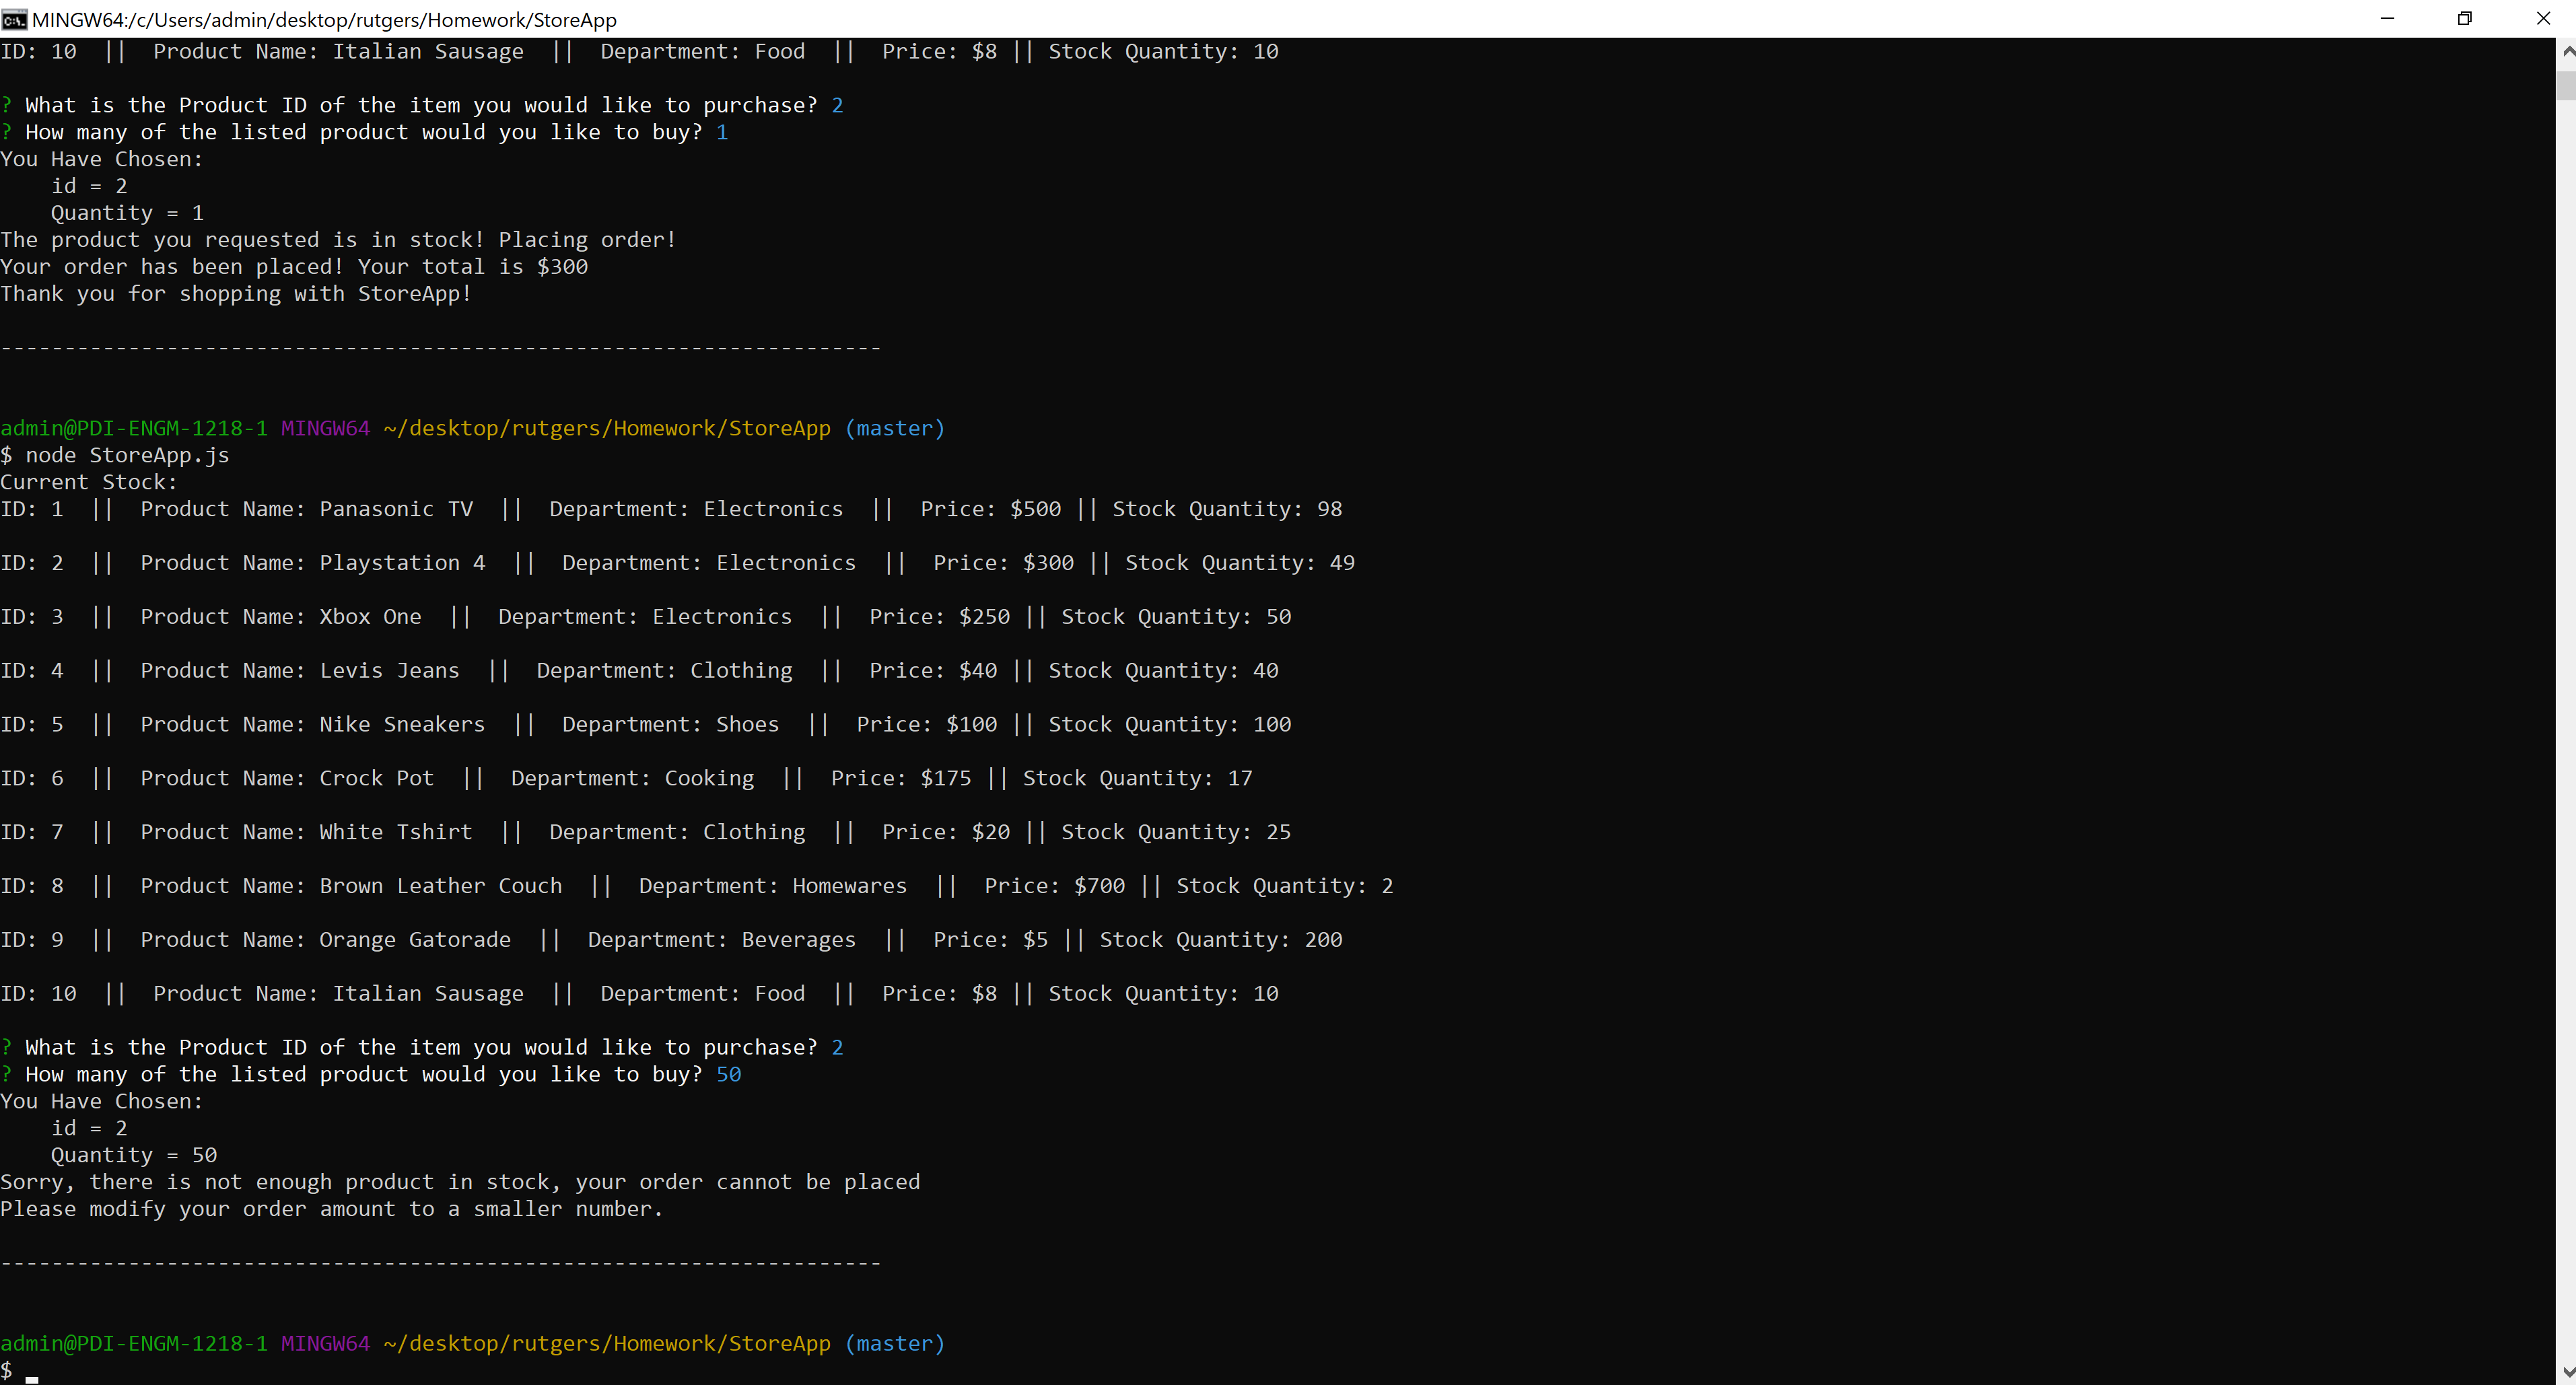 MINGW64:/c/Users/admin/desktop/rutgers/Homework/StoreApp
ID: 10  ||  Product Name: Italian Sausage  ||  Department: Food  ||  Price: $8 || Stock Quantity: 10
? What is the Product ID of the item you would like to purchase? 2
? How many of the listed product would you like to buy? 1
You Have Chosen:
    id = 2
    Quantity = 1
The product you requested is in stock! Placing order!
Your order has been placed! Your total is $300
Thank you for shopping with StoreApp!
---------------------------------------------------------------------
admin@PDI-ENGM-1218-1 MINGW64 ~/desktop/rutgers/Homework/StoreApp (master)
$ node StoreApp.js
Current Stock:
ID: 1  ||  Product Name: Panasonic TV  ||  Department: Electronics  ||  Price: $500 || Stock Quantity: 98
ID: 2  ||  Product Name: Playstation 4  ||  Department: Electronics  ||  Price: $300 || Stock Quantity: 49
ID: 3  ||  Product Name: Xbox One  ||  Department: Electronics  ||  Price: $250 || Stock Quantity: 50
ID: 4  ||  Product Name: Levis Jeans  ||  Department: Clothing  ||  Price: $40 || Stock Quantity: 40
ID: 5  ||  Product Name: Nike Sneakers  ||  Department: Shoes  ||  Price: $100 || Stock Quantity: 100
ID: 6  ||  Product Name: Crock Pot  ||  Department: Cooking  ||  Price: $175 || Stock Quantity: 17
ID: 7  ||  Product Name: White Tshirt  ||  Department: Clothing  ||  Price: $20 || Stock Quantity: 25
ID: 8  ||  Product Name: Brown Leather Couch  ||  Department: Homewares  ||  Price: $700 || Stock Quantity: 2
ID: 9  ||  Product Name: Orange Gatorade  ||  Department: Beverages  ||  Price: $5 || Stock Quantity: 200
ID: 10  ||  Product Name: Italian Sausage  ||  Department: Food  ||  Price: $8 || Stock Quantity: 10
? What is the Product ID of the item you would like to purchase? 2
? How many of the listed product would you like to buy? 50
You Have Chosen:
    id = 2
    Quantity = 50
Sorry, there is not enough product in stock, your order cannot be placed
Please modify your order amount to a smaller number.
---------------------------------------------------------------------
admin@PDI-ENGM-1218-1 MINGW64 ~/desktop/rutgers/Homework/StoreApp (master)
$